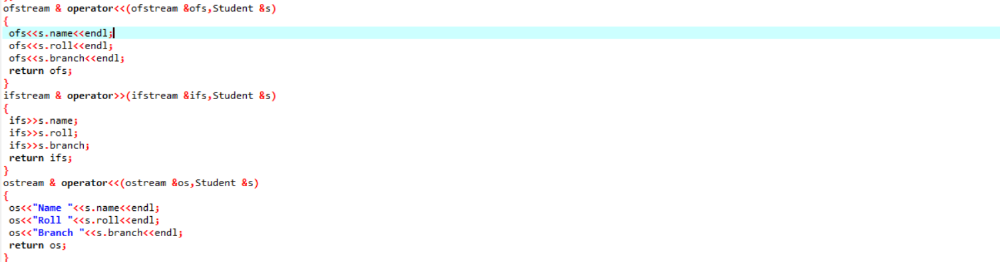 ofstream & operator<<(ofstream &ofs,Student &s)
{
 ofs<<s.name<<endl;
 ofs<<s.roll<<endl;
 ofs<<s.branch<<endl;
 return ofs;
}
ifstream & operator>>(ifstream &ifs,Student &s)
{
 ifs>>s.name;
 ifs>>s.roll;
 ifs>>s.branch;
 return ifs;
}
ostream & operator<<(ostream &os,Student &s)
{
 os<<"Name "<<s.name<<endl;
 os<<"Roll "<<s.roll<<endl;
 os<<"Branch "<<s.branch<<endl;
 return os;
}